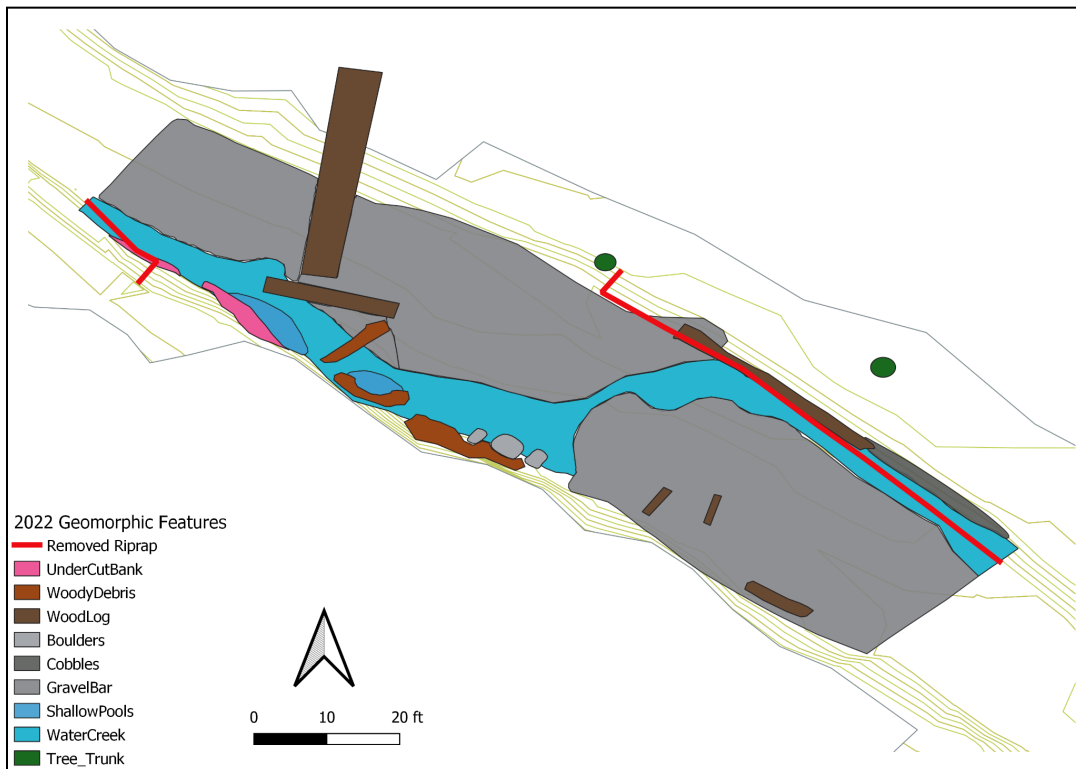 2022 Geomorphic Features
Removed Riprap
UnderCutBank
WoodyDebris
WoodLog
Boulders
Cobbles
GravelBar
ShallowPools
WaterCreek
Tree_Trunk
0 10 20 ft